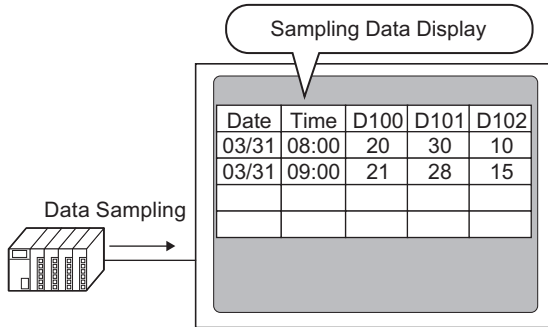 Sampling Data Display
Date Time D100 D101 D102
03/31 08:00 20 30 10
03/31 09:00 21 28 15
Data Sampling